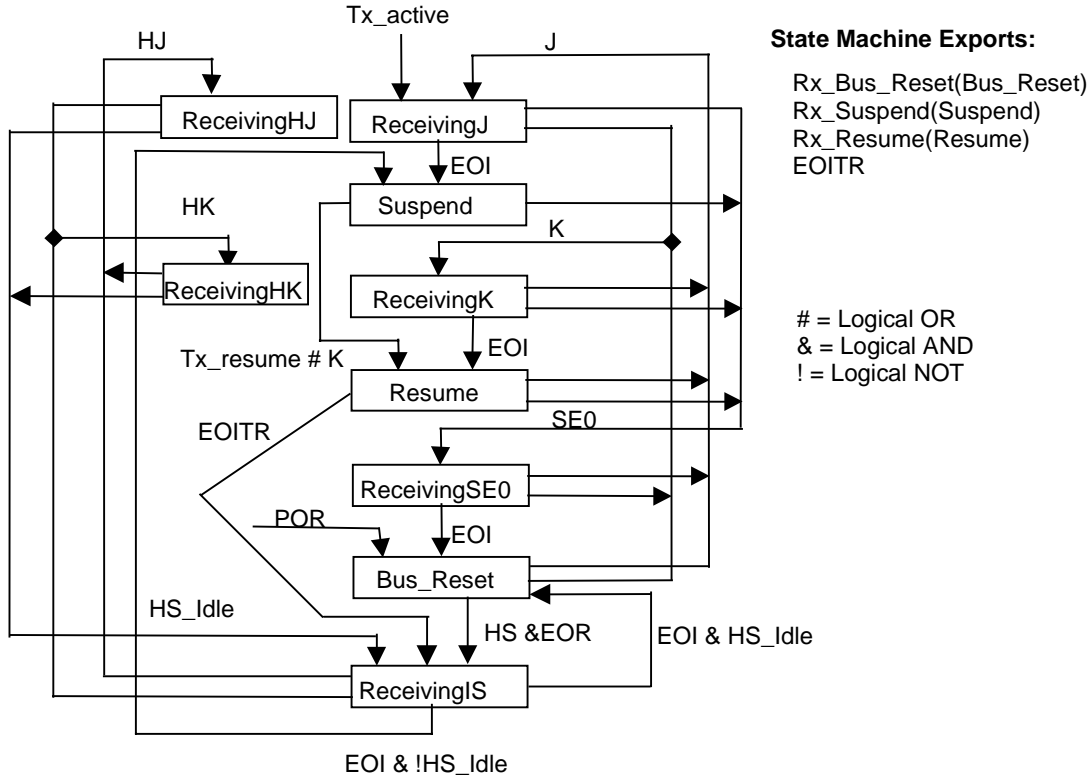 Tx_active
HJ
J
State Machine Exports:
Rx_Bus_Reset(Bus_Reset)
Rx_Suspend(Suspend)
Rx_Resume(Resume)
EOITR
ReceivingHJ
ReceivingJ
EOI
Suspend
HK
K
ReceivingHK
ReceivingK
# = Logical OR
& = Logical AND
! = Logical NOT
Tx_resume # K
EOI
Resume
EOITR
SE0
ReceivingSE0
POR
EOI
Bus_Reset
HS_Idle
HS &EOR
EOI & HS_Idle
ReceivingIS
EOI & !HS_Idle